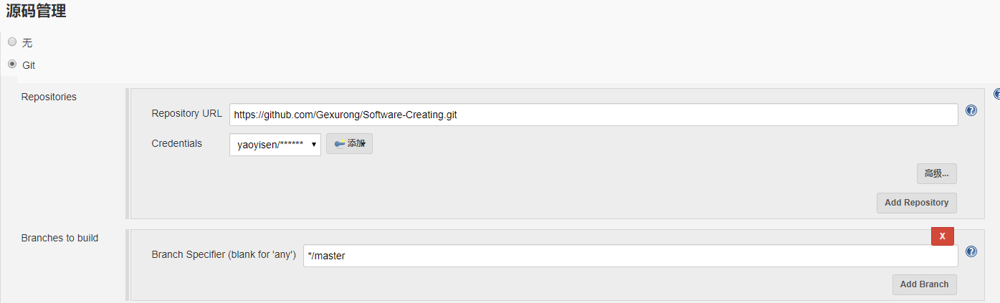 源码管理
无
Git
Repositories
Repository URL https://github.com/Gexurong/Software-Creating.git
Credentials yaoyisen/****** 添加
高级...
Add Repository
Branches to build
X
Branch Specifier (blank for 'any') */master
Add Branch